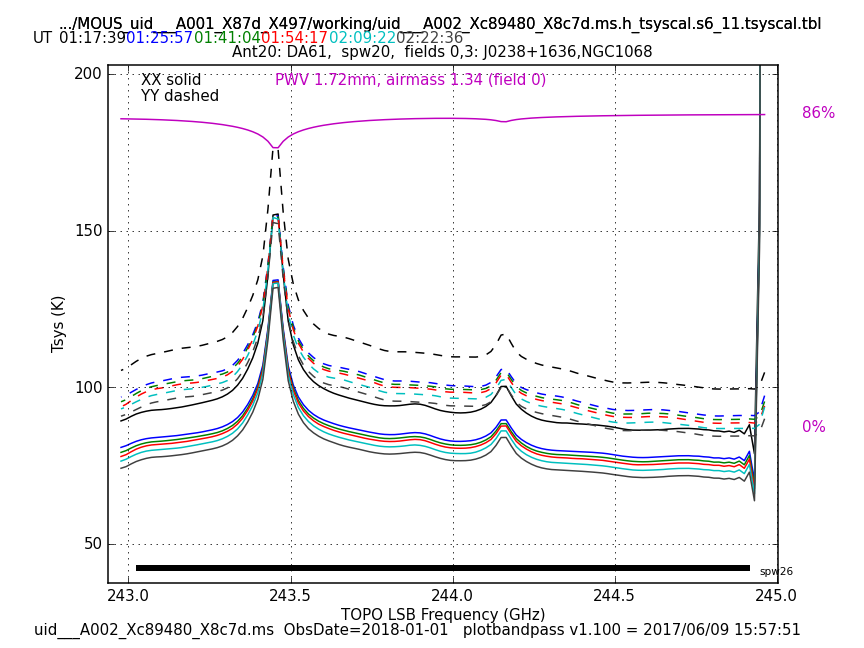 .../MOUS_uid___A001_X87d_X497/working/uid___A002_Xc89480_X8c7d.ms.h_tsyscal.s6_11.tsyscal.tbl
UT 01:17:39 01:25:57 01:41:04 01:54:17 02:09:22 02:22:36
Ant20: DA61, spw20, fields 0,3: J0238+1636,NGC1068
XX solid
YY dashed
PWV 1.72mm, airmass 1.34 (field 0)
200
150
100
50
Tsys (K)
86%
0%
spw26
243.0 243.5 244.0 244.5 245.0
TOPO LSB Frequency (GHz)
uid___A002_Xc89480_X8c7d.ms ObsDate=2018-01-01 plotbandpass v1.100 = 2017/06/09 15:57:51